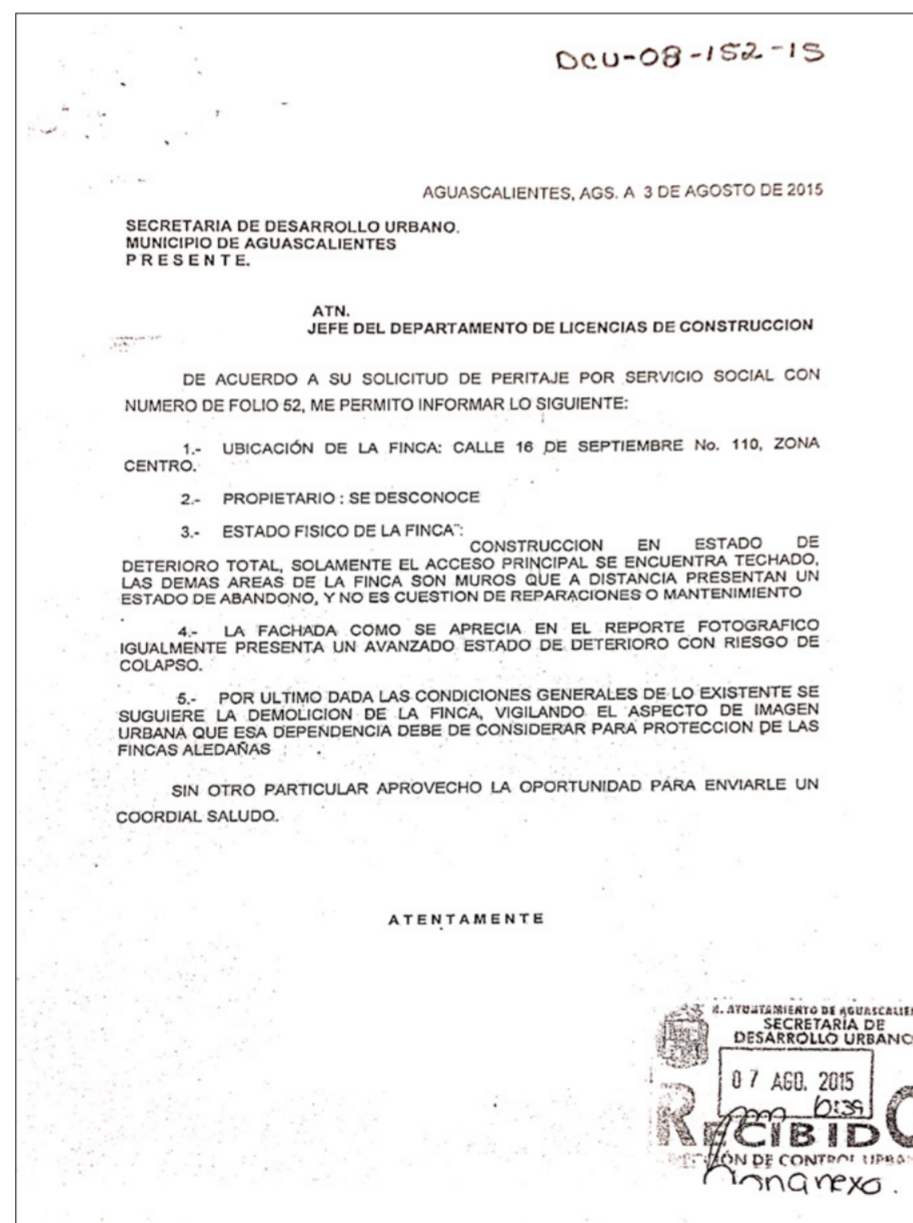 DCU-08-152-15
AGUASCALIENTES, AGS. A 3 DE AGOSTO DE 2015
SECRETARIA DE DESARROLLO URBANO.
MUNICIPIO DE AGUASCALIENTES
P R E S E N T E.
ATN.
JEFE DEL DEPARTAMENTO DE LICENCIAS DE CONSTRUCCION
DE ACUERDO A SU SOLICITUD DE PERITAJE POR SERVICIO SOCIAL CON
NUMERO DE FOLIO 52, ME PERMITO INFORMAR LO SIGUIENTE:
1.- UBICACIÓN DE LA FINCA: CALLE 16 DE SEPTIEMBRE No. 110, ZONA
CENTRO.
2.- PROPIETARIO : SE DESCONOCE
3.- ESTADO FISICO DE LA FINCA¨:
CONSTRUCCION EN ESTADO DE
DETERIORO TOTAL, SOLAMENTE EL ACCESO PRINCIPAL SE ENCUENTRA TECHADO,
LAS DEMAS AREAS DE LA FINCA SON MUROS QUE A DISTANCIA PRESENTAN UN
ESTADO DE ABANDONO, Y NO ES CUESTION DE REPARACIONES O MANTENIMIENTO
4.- LA FACHADA COMO SE APRECIA EN EL REPORTE FOTOGRAFICO
IGUALMENTE PRESENTA UN AVANZADO ESTADO DE DETERIORO CON RIESGO DE
COLAPSO.
5.- POR ULTIMO DADA LAS CONDICIONES GENERALES DE LO EXISTENTE SE
SUGUIERE LA DEMOLICION DE LA FINCA, VIGILANDO EL ASPECTO DE IMAGEN
URBANA QUE ESA DEPENDENCIA DEBE DE CONSIDERAR PARA PROTECCION DE LAS
FINCAS ALEDAÑAS
SIN OTRO PARTICULAR APROVECHO LA OPORTUNIDAD PARA ENVIARLE UN
COORDIAL SALUDO.
A T E N T A M E N T E
H. AYUNTAMIENTO DE AGUASCALIEN
SECRETARÍA DE
DESARROLLO URBANO
07 AGO. 2015
RECIBIDO
DE CONTROL URBAN